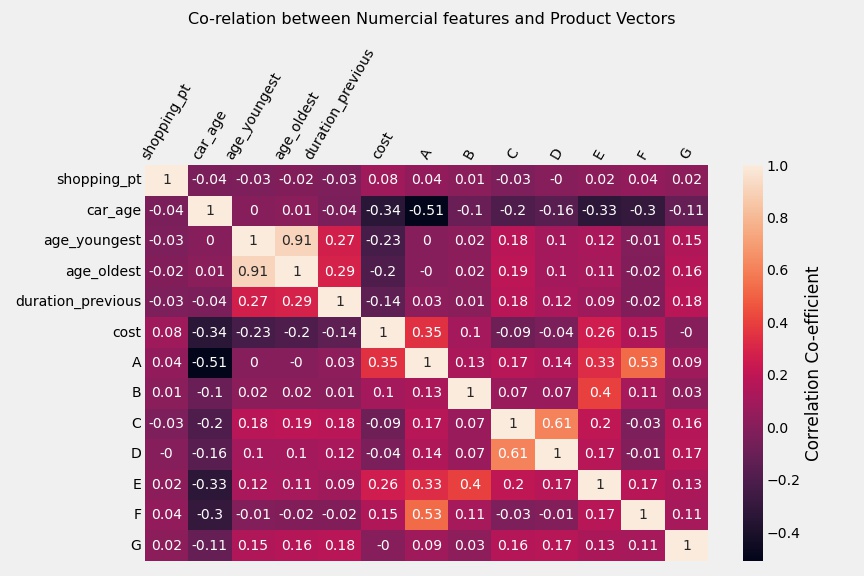 Co-relation between Numercial features and Product Vectors
shopping_pt car_age age_youngest age_oldest duration_previous cost A B C D E F G
shopping_pt 1 -0.04 -0.03 -0.02 -0.03 0.08 0.04 0.01 -0.03 -0 0.02 0.04 0.02
car_age -0.04 1 0 0.01 -0.04 -0.34 -0.51 -0.1 -0.2 -0.16 -0.33 -0.3 -0.11
age_youngest -0.03 0 1 0.91 0.27 -0.23 0 0.02 0.18 0.1 0.12 -0.01 0.15
age_oldest -0.02 0.01 0.91 1 0.29 -0.2 -0 0.02 0.19 0.1 0.11 -0.02 0.16
duration_previous -0.03 -0.04 0.27 0.29 1 -0.14 0.03 0.01 0.18 0.12 0.09 -0.02 0.18
cost 0.08 -0.34 -0.23 -0.2 -0.14 1 0.35 0.1 -0.09 -0.04 0.26 0.15 -0
A 0.04 -0.51 0 -0 0.03 0.35 1 0.13 0.17 0.14 0.33 0.53 0.09
B 0.01 -0.1 0.02 0.02 0.01 0.1 0.13 1 0.07 0.07 0.4 0.11 0.03
C -0.03 -0.2 0.18 0.19 0.18 -0.09 0.17 0.07 1 0.61 0.2 -0.03 0.16
D -0 -0.16 0.1 0.1 0.12 -0.04 0.14 0.07 0.61 1 0.17 -0.01 0.17
E 0.02 -0.33 0.12 0.11 0.09 0.26 0.33 0.4 0.2 0.17 1 0.17 0.13
F 0.04 -0.3 -0.01 -0.02 -0.02 0.15 0.53 0.11 -0.03 -0.01 0.17 1 0.11
G 0.02 -0.11 0.15 0.16 0.18 -0 0.09 0.03 0.16 0.17 0.13 0.11 1
1.0
0.8
0.6
0.4
0.2
0.0
−0.2
−0.4
Correlation Co-efficient